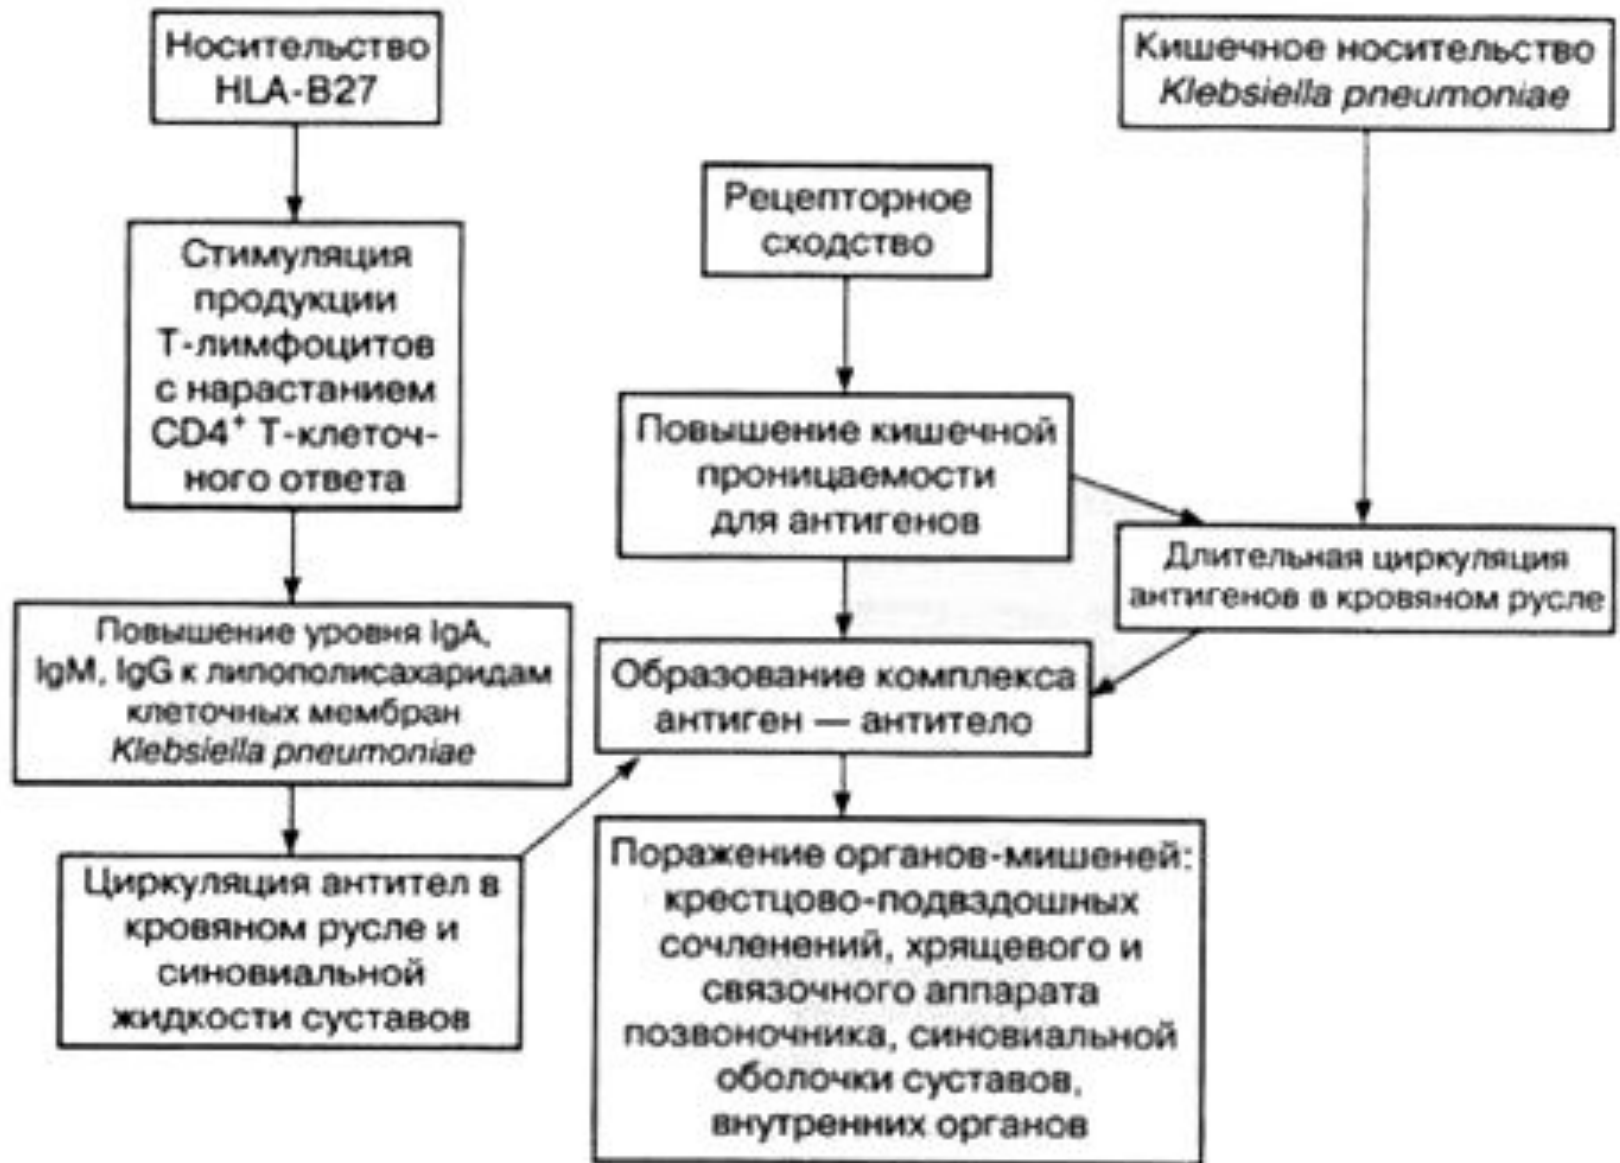 Носительство
HLA-B27
Кишечное носительство
Klebsiella pneumoniae
Рецепторное
сходство
Стимуляция
продукции
Т-лимфоцитов
с нарастанием
CD4⁺ Т-клеточ-
ного ответа
Повышение кишечной
проницаемости
для антигенов
Длительная циркуляция
антигенов в кровяном русле
Повышение уровня IgA,
IgM, IgG к липополисахаридам
клеточных мембран
Klebsiella pneumoniae
Образование комплекса
антиген — антитело
Циркуляция антител в
кровяном русле и
синовиальной
жидкости суставов
Поражение органов-мишеней:
крестцово-подвздошных
сочленений, хрящевого и
связочного аппарата
позвоночника, синовиальной
оболочки суставов,
внутренних органов